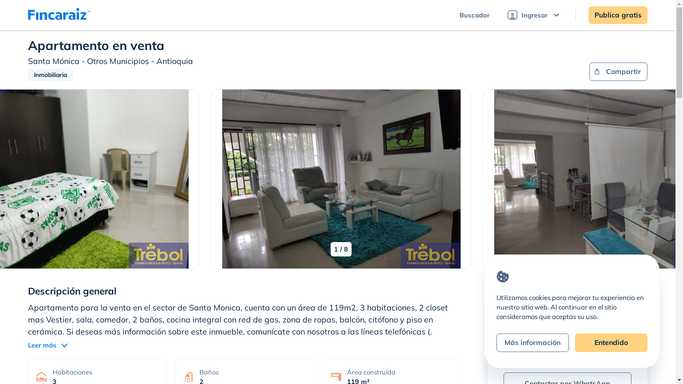 Fincaraiz
Buscador
Ingresar
Publica gratis
Apartamento en venta
Santa Mónica - Otros Municipios - Antioquia
Inmobiliaria
Compartir
Trébol
1 / 8
Trébol
Descripción general
Apartamento para la venta en el sector de Santa Monica, cuenta con un área de 119m2, 3 habitaciones, 2 closet
mas Vestier, sala, comedor, 2 baños, cocina integral con red de gas, zona de ropas, balcón, citófono y piso en
cerámica. Si deseas más información sobre este inmueble, comunícate con nosotros a las líneas telefónicas (.
Leer más
Habitaciones
3
Baños
2
Área construida
119 m²
Utilizamos cookies para mejorar tu experiencia en
nuestro sitio web. Al continuar en el sitio
consideramos que aceptas su uso.
Más información
Entendido
Contactar por WhatsApp